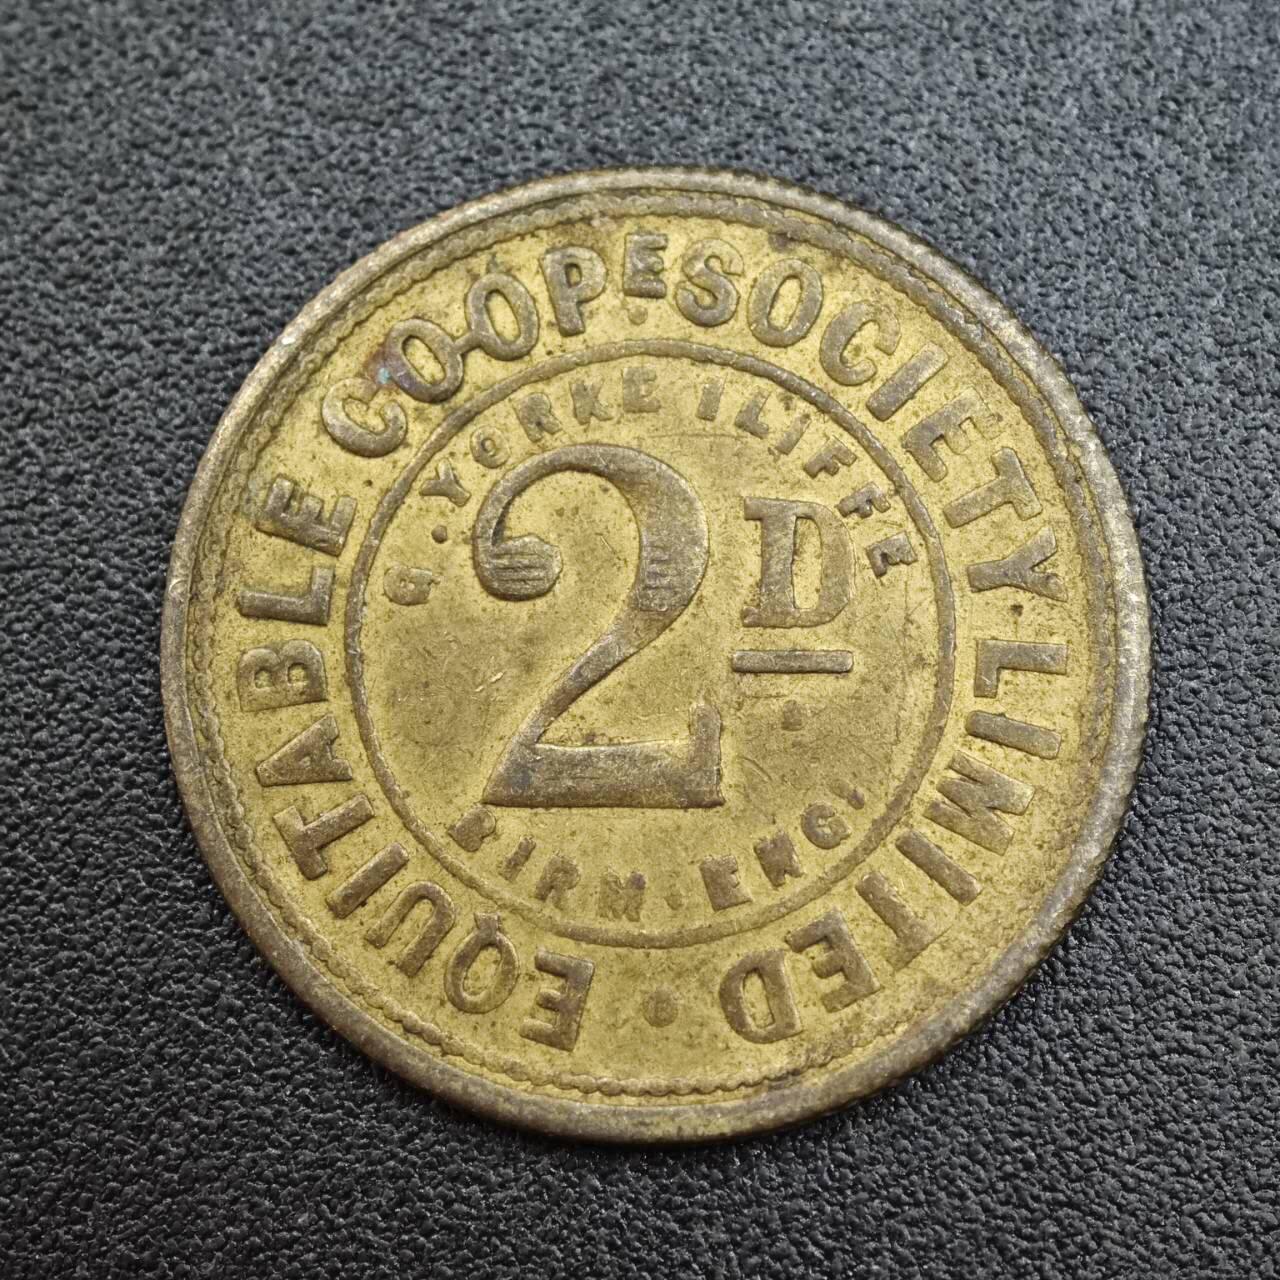 EQUITABLE CO-OPE. SOCIETY LIMITED
G. YORKE ILIFFE
2D
BIRM. ENG.